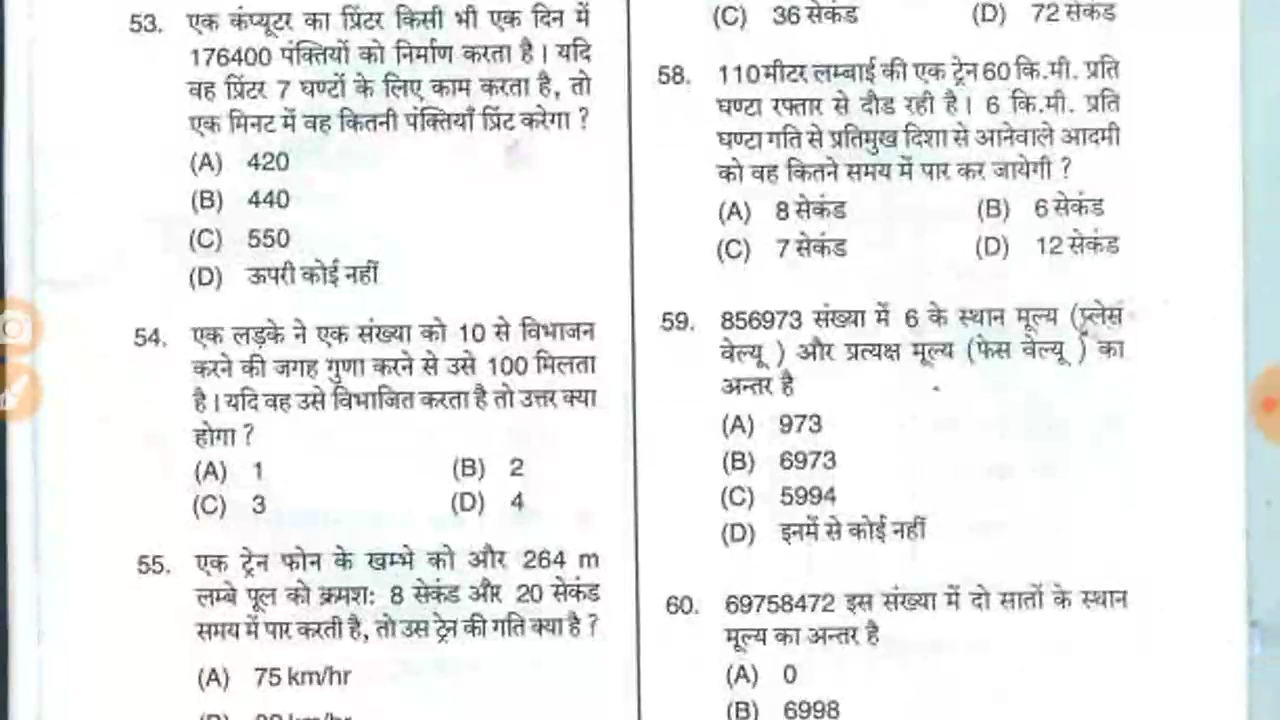 53. एक कंप्यूटर का प्रिंटर किसी भी एक दिन में
176400 पंक्तियों को निर्माण करता है । यदि
वह प्रिंटर 7 घण्टों के लिए काम करता है, तो
एक मिनट में वह कितनी पंक्तियाँ प्रिंट करेगा ?
(A) 420
(B) 440
(C) 550
(D) ऊपरी कोई नहीं
54. एक लड़के ने एक संख्या को 10 से विभाजन
करने की जगह गुणा करने से उसे 100 मिलता
है । यदि वह उसे विभाजित करता है तो उत्तर क्या
होगा ?
(A) 1 (B) 2
(C) 3 (D) 4
55. एक ट्रेन फोन के खम्भे को और 264 m
लम्बे पूल को क्रमश: 8 सेकंड और 20 सेकंड
समय में पार करती है, तो उस ट्रेन की गति क्या है ?
(A) 75 km/hr
(C) 36 सेकंड (D) 72 सेकंड
58. 110 मीटर लम्बाई की एक ट्रेन 60 कि.मी. प्रति
घण्टा रफ्तार से दौड रही है । 6 कि.मी. प्रति
घण्टा गति से प्रतिमुख दिशा से आनेवाले आदमी
को वह कितने समय में पार कर जायेगी ?
(A) 8 सेकंड (B) 6 सेकंड
(C) 7 सेकंड (D) 12 सेकंड
59. 856973 संख्या में 6 के स्थान मूल्य (प्लेस
वेल्यू ) और प्रत्यक्ष मूल्य (फेस वेल्यू ) का
अन्तर है
(A) 973
(B) 6973
(C) 5994
(D) इनमें से कोई नहीं
60. 69758472 इस संख्या में दो सातों के स्थान
मूल्य का अन्तर है
(A) 0
(B) 6998